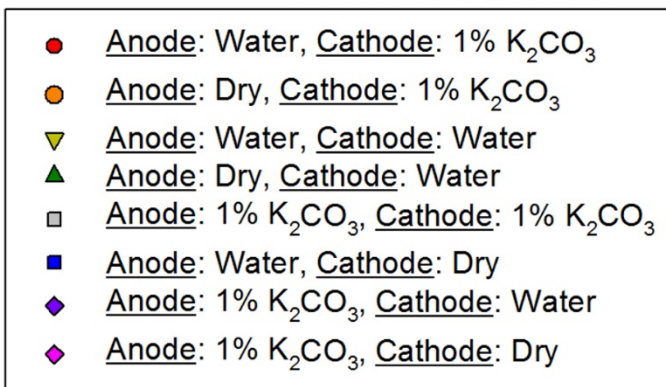 Anode: Water, Cathode: 1% K₂CO₃
Anode: Dry, Cathode: 1% K₂CO₃
Anode: Water, Cathode: Water
Anode: Dry, Cathode: Water
Anode: 1% K₂CO₃, Cathode: 1% K₂CO₃
Anode: Water, Cathode: Dry
Anode: 1% K₂CO₃, Cathode: Water
Anode: 1% K₂CO₃, Cathode: Dry